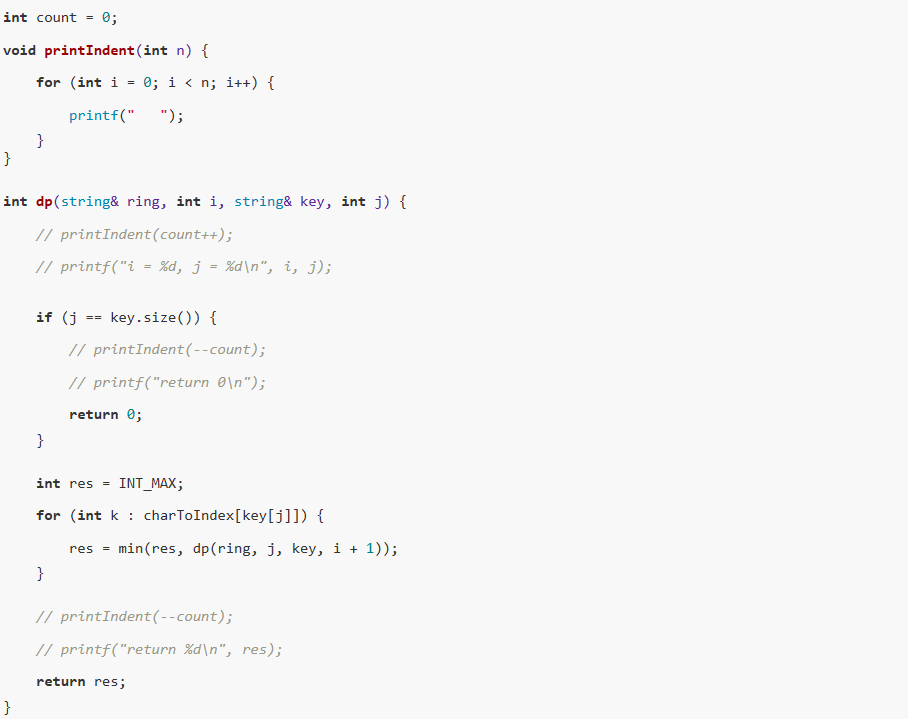 int count = 0;
void printIndent(int n) {
    for (int i = 0; i < n; i++) {
        printf("   ");
    }
}
int dp(string& ring, int i, string& key, int j) {
    // printIndent(count++);
    // printf("i = %d, j = %d\n", i, j);
    if (j == key.size()) {
        // printIndent(--count);
        // printf("return 0\n");
        return 0;
    }
    int res = INT_MAX;
    for (int k : charToIndex[key[j]]) {
        res = min(res, dp(ring, j, key, i + 1));
    }
    // printIndent(--count);
    // printf("return %d\n", res);
    return res;
}